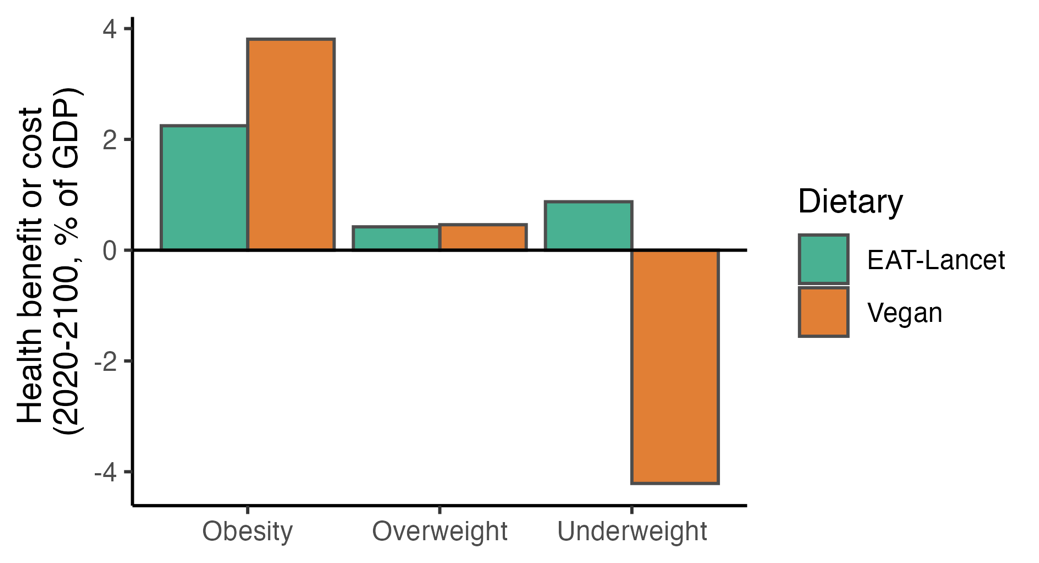 Health benefit or cost
(2020-2100, % of GDP)
4
2
0
-2
-4
Obesity
Overweight
Underweight
Dietary
EAT-Lancet
Vegan